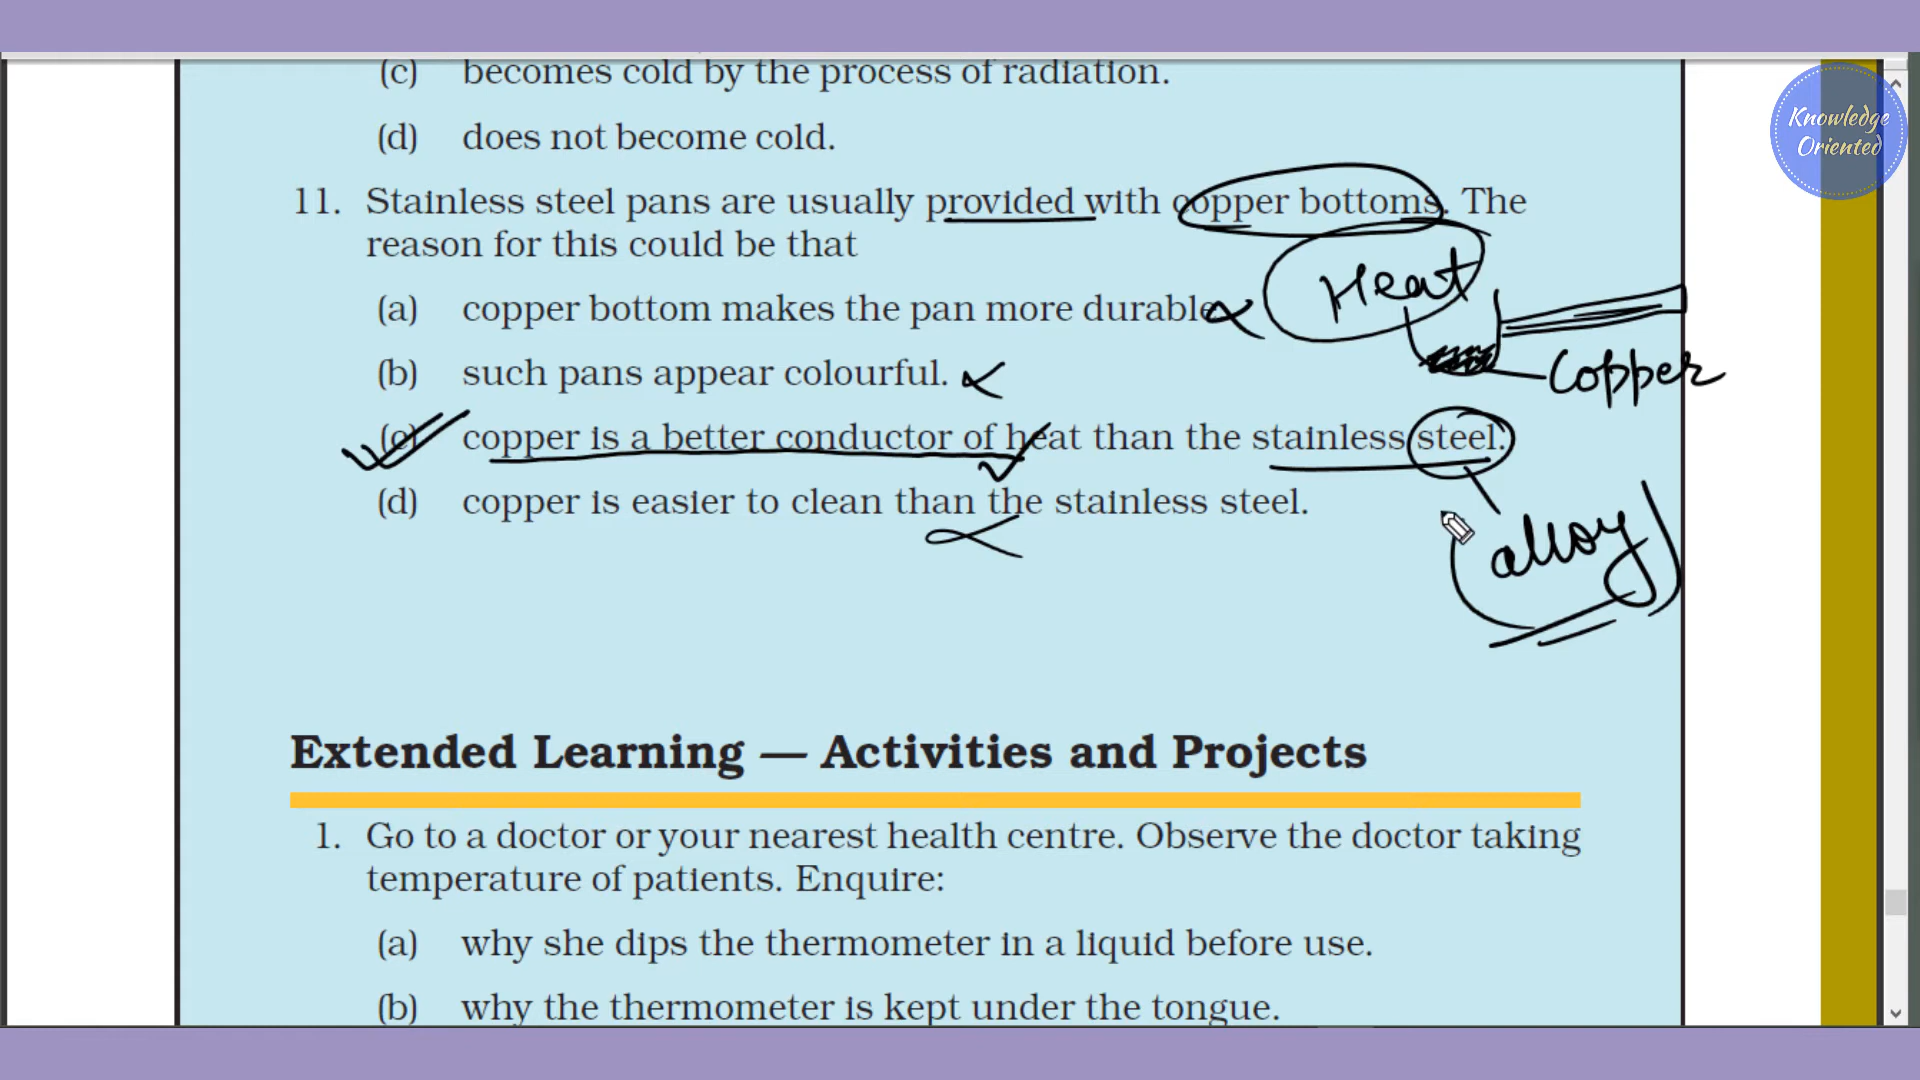 (c) becomes cold by the process of radiation.
(d) does not become cold.
Knowledge
Oriented
11. Stainless steel pans are usually provided with copper bottoms. The
reason for this could be that
Heat
(a) copper bottom makes the pan more durable
(b) such pans appear colourful.
Copper
(c) copper is a better conductor of heat than the stainless steel.
(d) copper is easier to clean than the stainless steel.
alloy
Extended Learning — Activities and Projects
1. Go to a doctor or your nearest health centre. Observe the doctor taking
temperature of patients. Enquire:
(a) why she dips the thermometer in a liquid before use.
(b) why the thermometer is kept under the tongue.